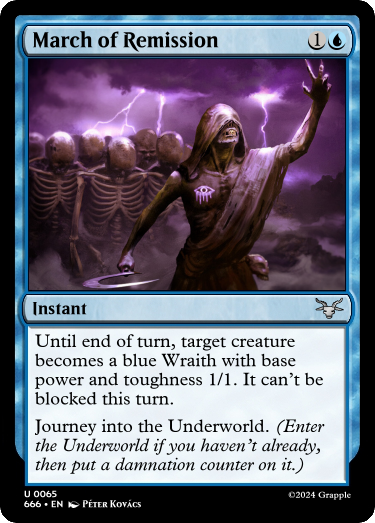 March of Remission 1
Instant
Until end of turn, target creature
becomes a blue Wraith with base
power and toughness 1/1. It can't be
blocked this turn.
Journey into the Underworld. (Enter
the Underworld if you haven't already,
then put a damnation counter on it.)
U 0065
666 • EN Péter Kovács
©2024 Grapple